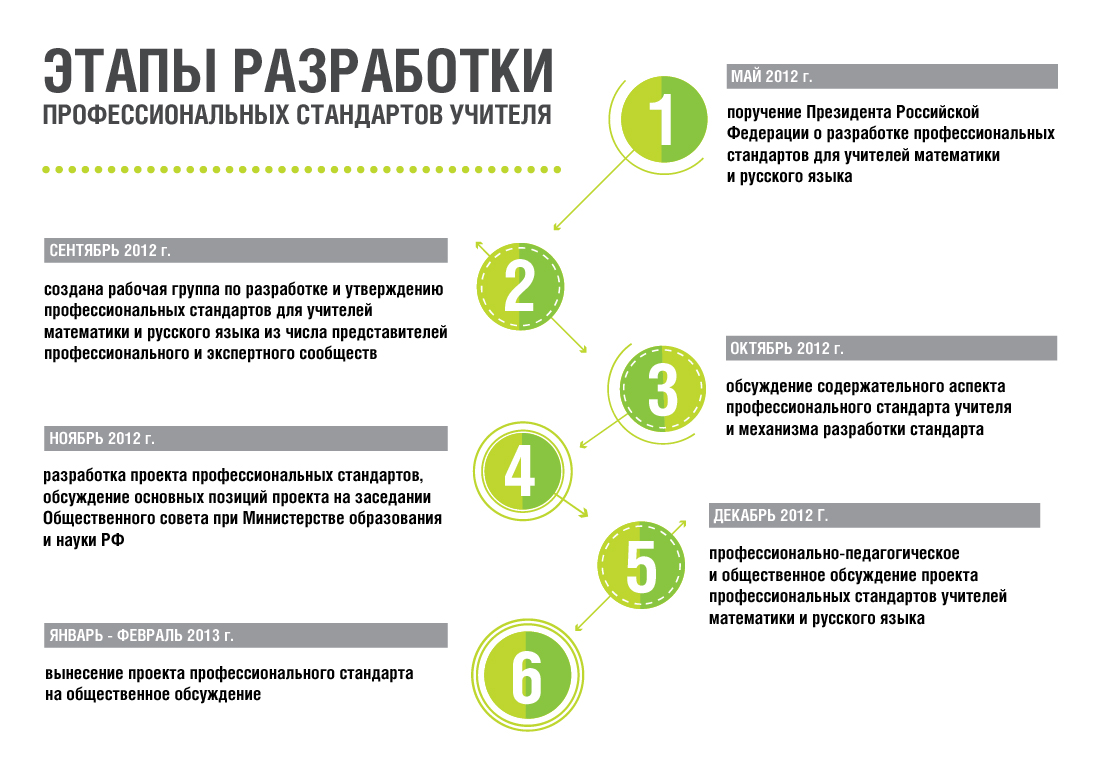 ЭТАПЫ РАЗРАБОТКИ
ПРОФЕССИОНАЛЬНЫХ СТАНДАРТОВ УЧИТЕЛЯ
1
МАЙ 2012 г.
поручение Президента Российской
Федерации о разработке профессиональных
стандартов для учителей математики
и русского языка
СЕНТЯБРЬ 2012 г.
создана рабочая группа по разработке и утверждению
профессиональных стандартов для учителей
математики и русского языка из числа представителей
профессионального и экспертного сообществ
2
3
ОКТЯБРЬ 2012 г.
обсуждение содержательного аспекта
профессионального стандарта учителя
и механизма разработки стандарта
НОЯБРЬ 2012 г.
разработка проекта профессиональных стандартов,
обсуждение основных позиций проекта на заседании
Общественного совета при Министерстве образования
и науки РФ
4
5
ДЕКАБРЬ 2012 Г.
профессионально-педагогическое
и общественное обсуждение проекта
профессиональных стандартов учителей
математики и русского языка
ЯНВАРЬ - ФЕВРАЛЬ 2013 г.
вынесение проекта профессионального стандарта
на общественное обсуждение
6